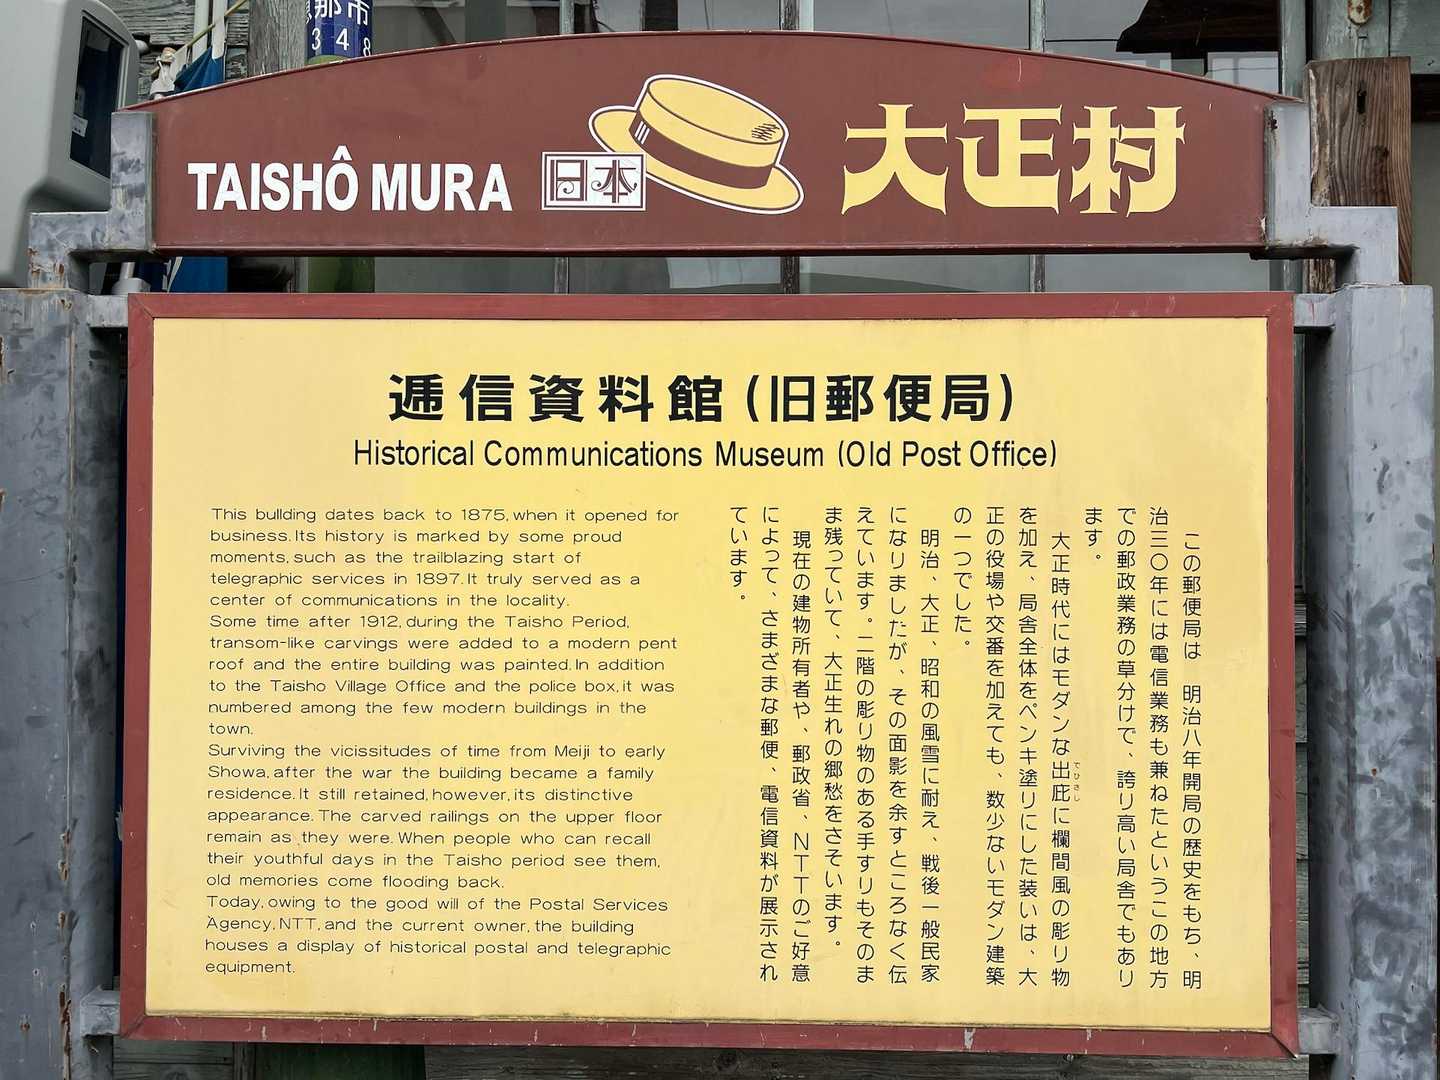 那市
348
TAISHÔ MURA
日本
大正村
逓信資料館(旧郵便局)
Historical Communications Museum (Old Post Office)
This bullding dates back to 1875, when it opened for
business. Its history is marked by some proud
moments, such as the trailblazing start of
telegraphic services in 1897. It truly served as a
center of communications in the locality.
Some time after 1912, during the Taisho Period,
transom-like carvings were added to a modern pent
roof and the entire building was painted. In addition
to the Taisho Village Office and the police box, it was
numbered among the few modern buildings in the
town.
Surviving the vicissitudes of time from Meiji to early
Showa, after the war the building became a family
residence. It still retained, however, its distinctive
appearance. The carved railings on the upper floor
remain as they were. When people who can recall
their youthful days in the Taisho period see them,
old memories come flooding back.
Today, owing to the good will of the Postal Services
Agency, NTT, and the current owner, the building
houses a display of historical postal and telegraphic
equipment.
この郵便局は 明治八年開局の歴史をもち、明
治三〇年には電信業務も兼ねたというこの地方
での郵政業務の草分けで、誇り高い局舎でもあり
ます。
大正時代にはモダンな出庇に欄間風の彫り物
でひさし
を加え、局舎全体をペンキ塗りにした装いは、大
正の役場や交番を加えても、数少ないモダン建築
の一つでした。
明治、大正、昭和の風雪に耐え、戦後一般民家
になりましたが、その面影を余すところなく伝
えています。二階の彫り物のある手すりもそのま
ま残っていて、大正生れの郷愁をさそいます。
現在の建物所有者や、郵政省、NTTのご好意
によって、さまざまな郵便、電信資料が展示され
ています。